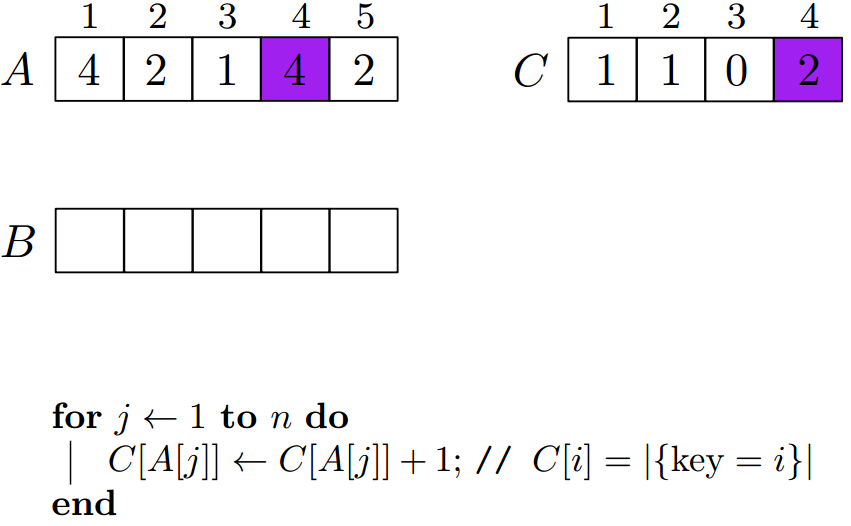 1 2 3 4 5
A 4 2 1 4 2
1 2 3 4
C 1 1 0 2
B
for j ← 1 to n do
C[A[j]] ← C[A[j]] + 1; // C[i] = |{key = i}|
end